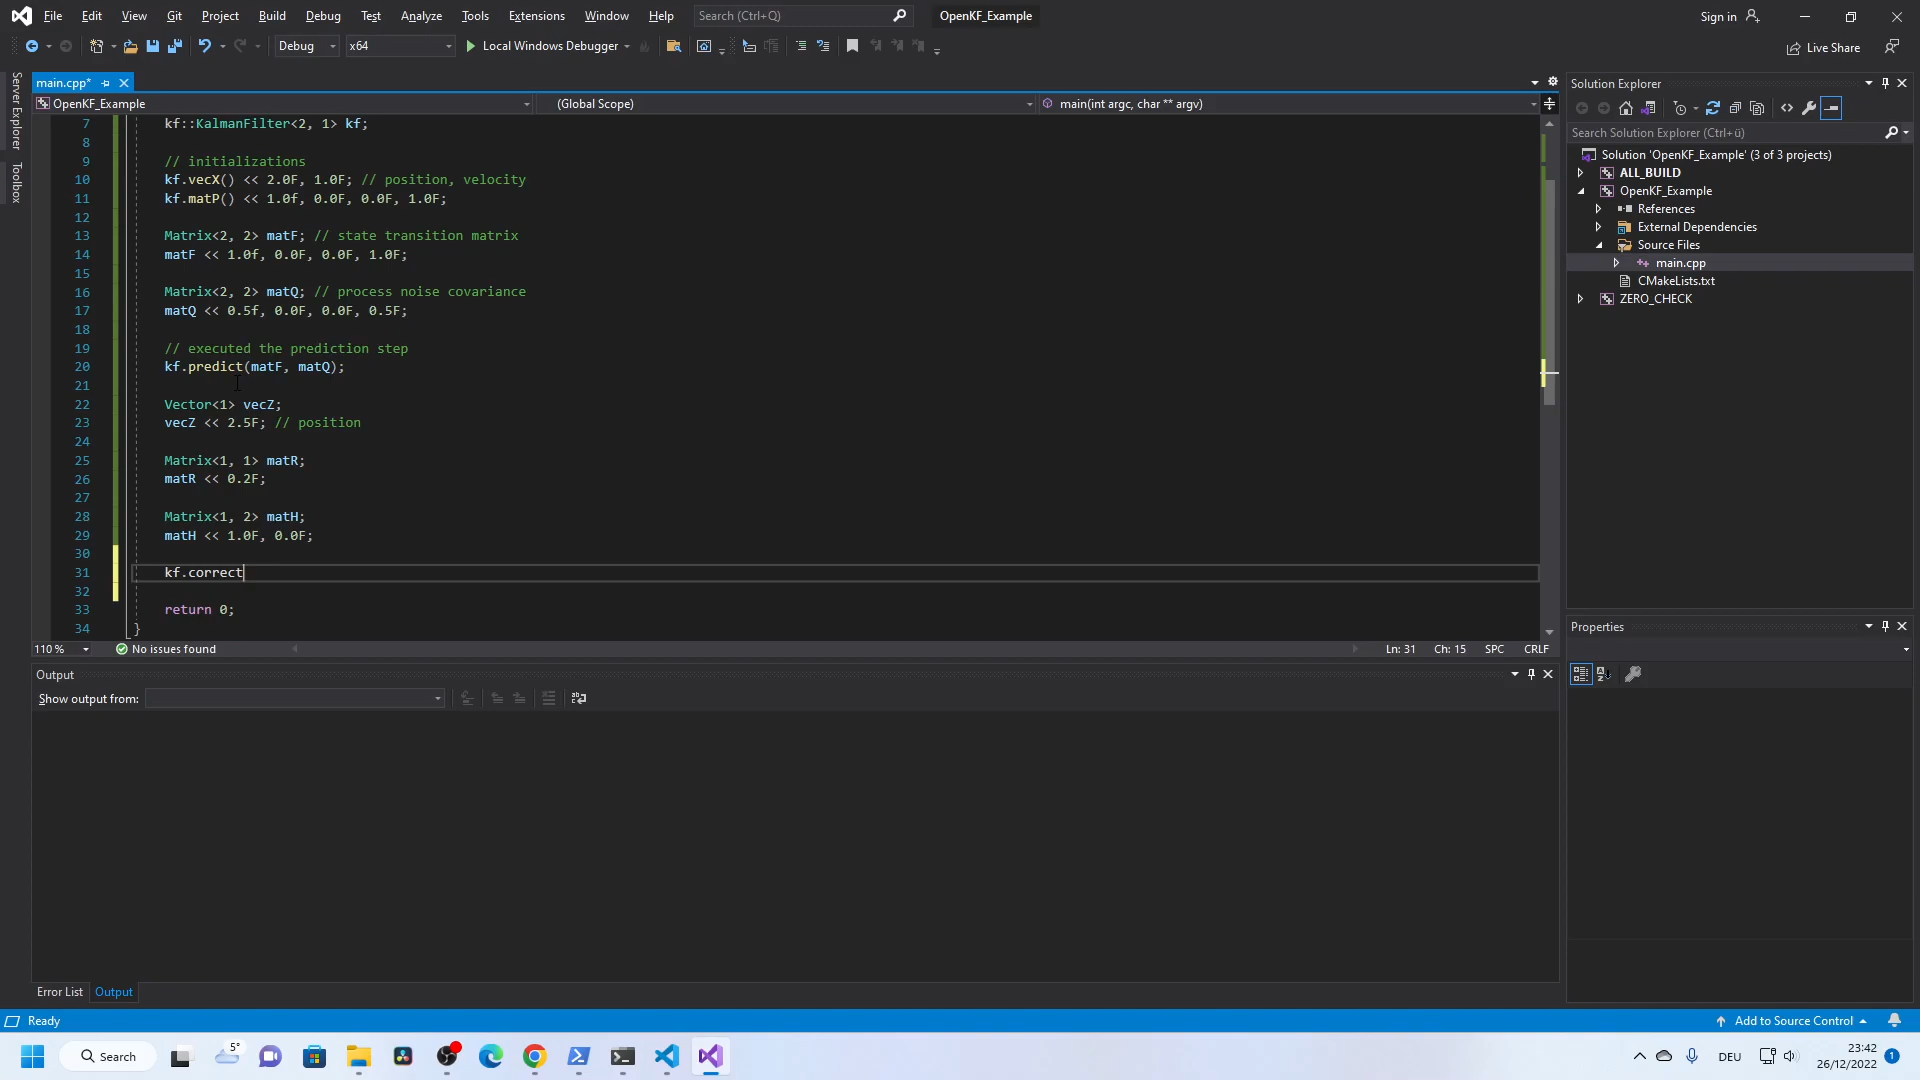 File Edit View Git Project Build Debug Test Analyze Tools Extensions Window Help Search (Ctrl+Q) OpenKF_Example Sign in
Debug x64 Local Windows Debugger Live Share
Server Explorer
Toolbox
main.cpp*
OpenKF_Example (Global Scope) main(int argc, char ** argv)
7 kf::KalmanFilter<2, 1> kf;
8
9 // initializations
10 kf.vecX() << 2.0F, 1.0F; // position, velocity
11 kf.matP() << 1.0f, 0.0F, 0.0F, 1.0F;
12
13 Matrix<2, 2> matF; // state transition matrix
14 matF << 1.0f, 0.0F, 0.0F, 1.0F;
15
16 Matrix<2, 2> matQ; // process noise covariance
17 matQ << 0.5f, 0.0F, 0.0F, 0.5F;
18
19 // executed the prediction step
20 kf.predict(matF, matQ);
21
22 Vector<1> vecZ;
23 vecZ << 2.5F; // position
24
25 Matrix<1, 1> matR;
26 matR << 0.2F;
27
28 Matrix<1, 2> matH;
29 matH << 1.0F, 0.0F;
30
31 kf.correct
32
33 return 0;
34 }
110 % No issues found Ln: 31 Ch: 15 SPC CRLF
Output
Show output from:
Error List Output
Solution Explorer
Search Solution Explorer (Ctrl+ü)
Solution 'OpenKF_Example' (3 of 3 projects)
ALL_BUILD
OpenKF_Example
References
External Dependencies
Source Files
main.cpp
CMakeLists.txt
ZERO_CHECK
Properties
Ready Add to Source Control
Search 5° DEU 23:42
26/12/2022 1